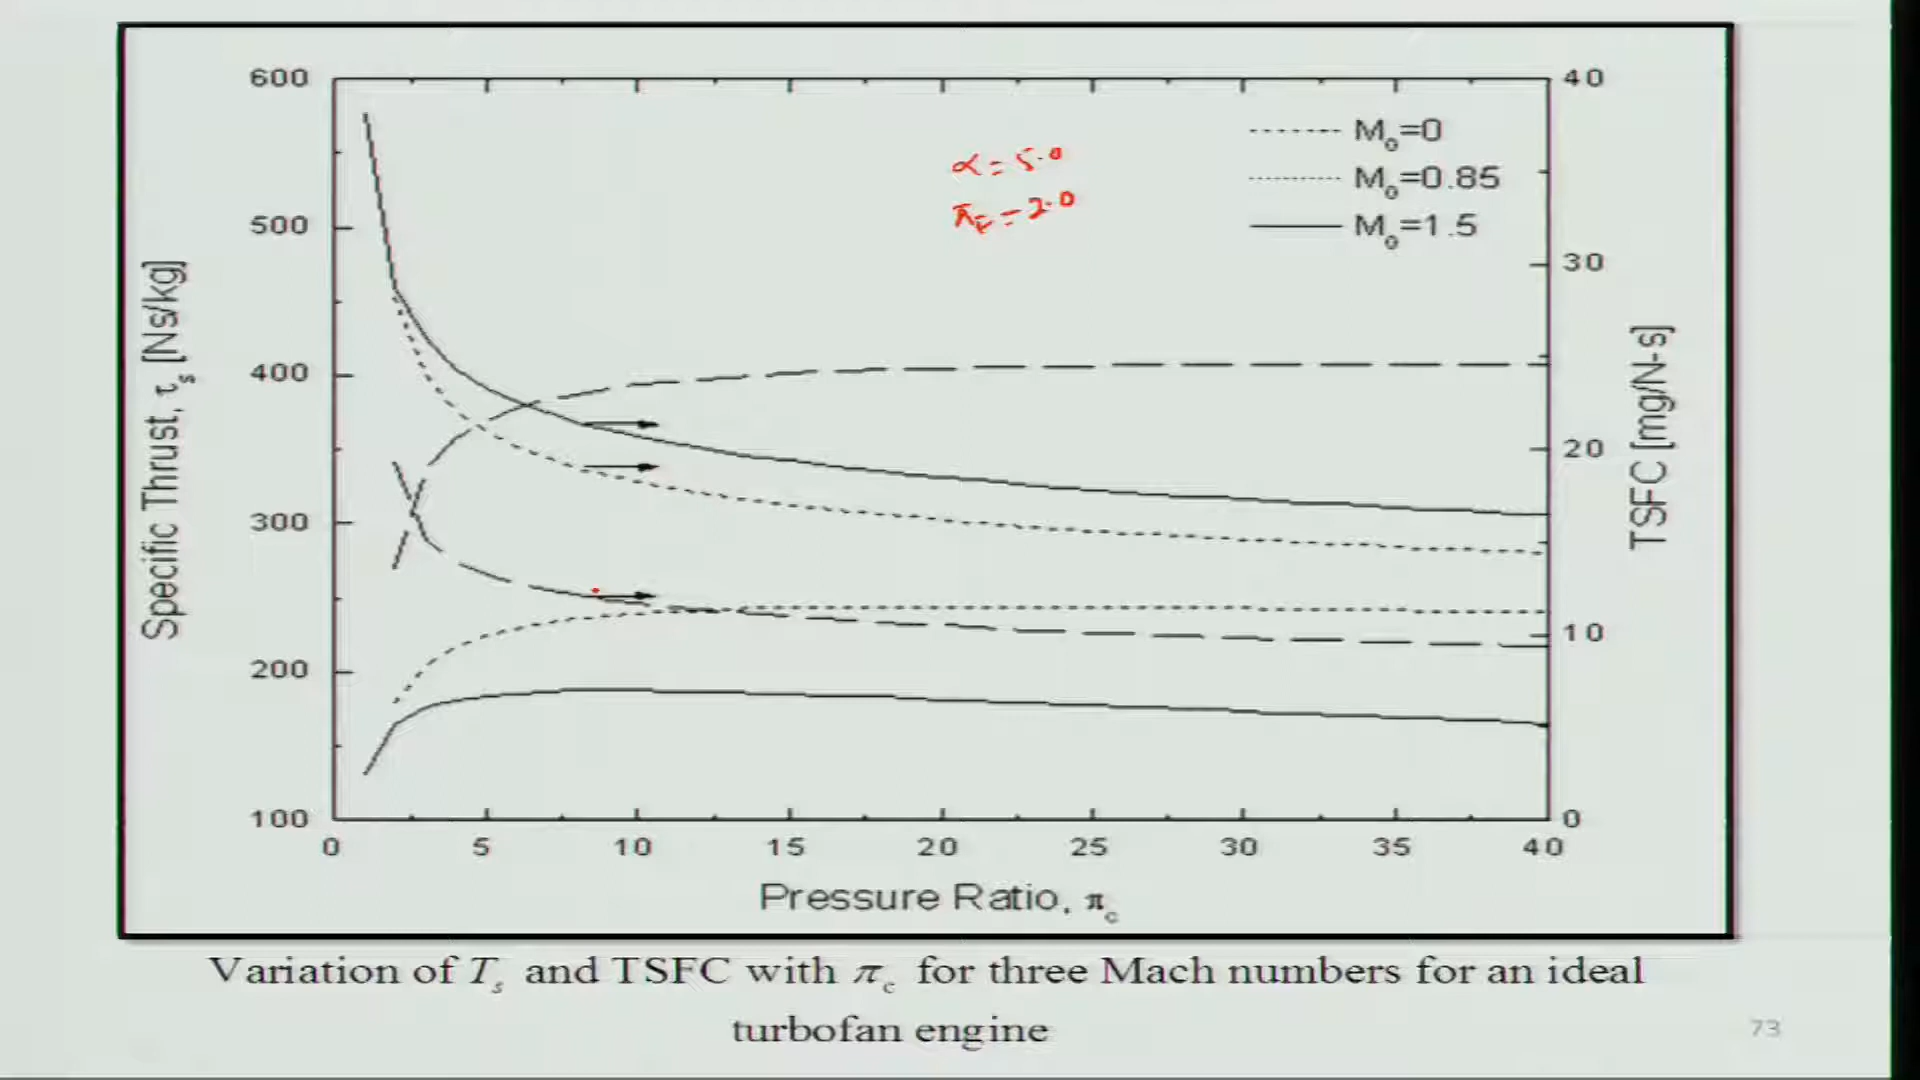 600
500
400
300
200
100
Specific Thrust, τs [Ns/kg]
α = 5.0
πF = 2.0
M0=0
M0=0.85
M0=1.5
40
30
20
10
0
TSFC [mg/N-s]
0 5 10 15 20 25 30 35 40
Pressure Ratio, πc
Variation of Ts and TSFC with πc for three Mach numbers for an ideal
turbofan engine
73